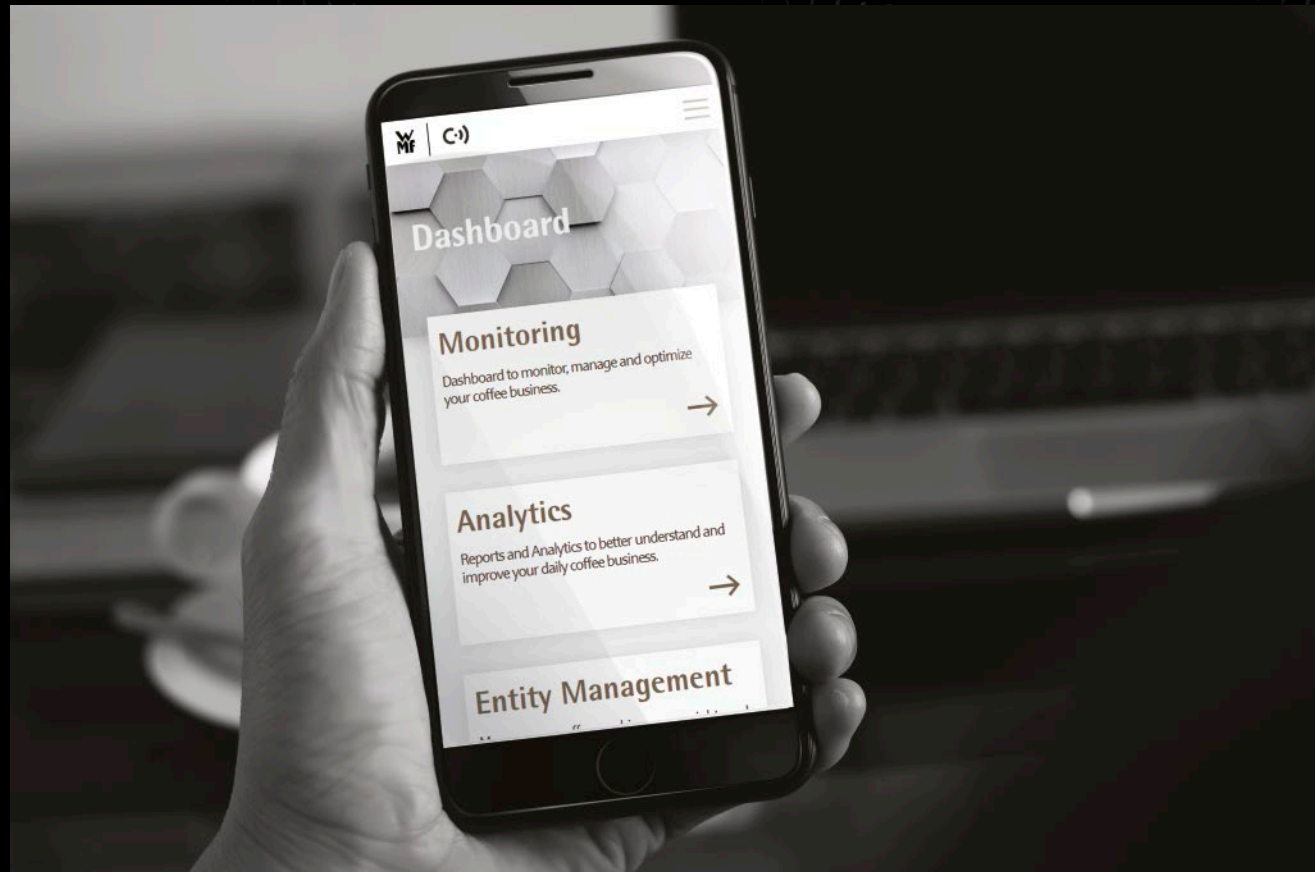 WMF
Dashboard
Monitoring
Dashboard to monitor, manage and optimize
your coffee business.
Analytics
Reports and Analytics to better understand and
improve your daily coffee business.
Entity Management